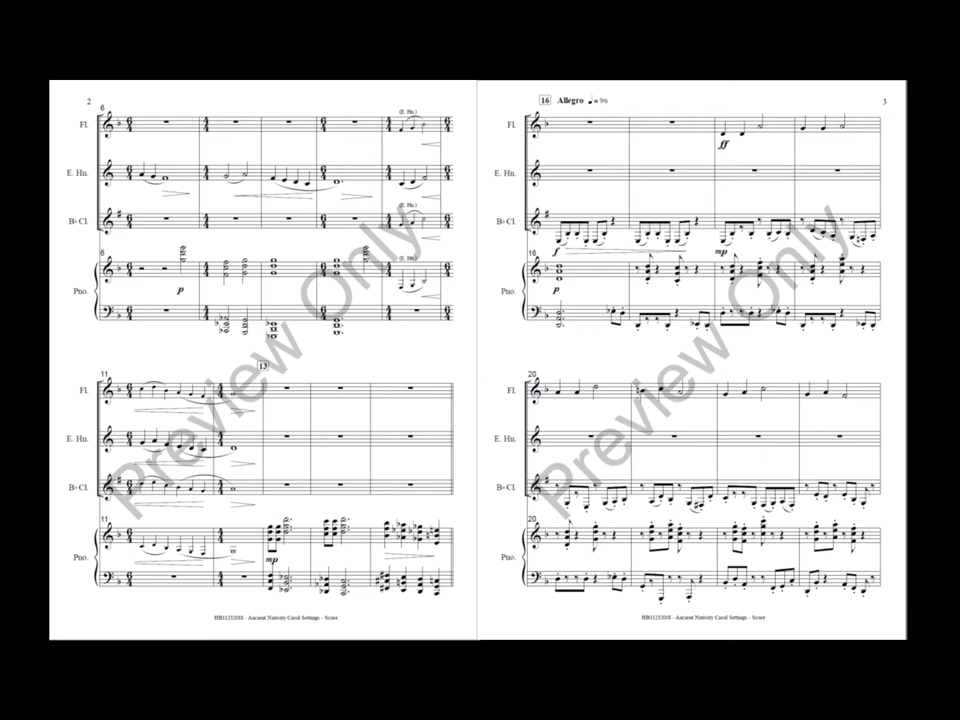 2
6
(E. Hn.)
Fl.
E. Hn.
(E. Hn.)
B♭ Cl.
6
(E. Hn.)
Pno.
p
13
11
Fl.
E. Hn.
B♭ Cl.
11
Pno.
mp
HB11232018 - Ancient Nativity Carol Settings - Score
16 Allegro ♩ = 96
3
Fl.
ff
E. Hn.
B♭ Cl.
f mp
16
Pno.
p
20
Fl.
E. Hn.
B♭ Cl.
20
Pno.
HB11232018 - Ancient Nativity Carol Settings - Score
Preview Only
Preview Only